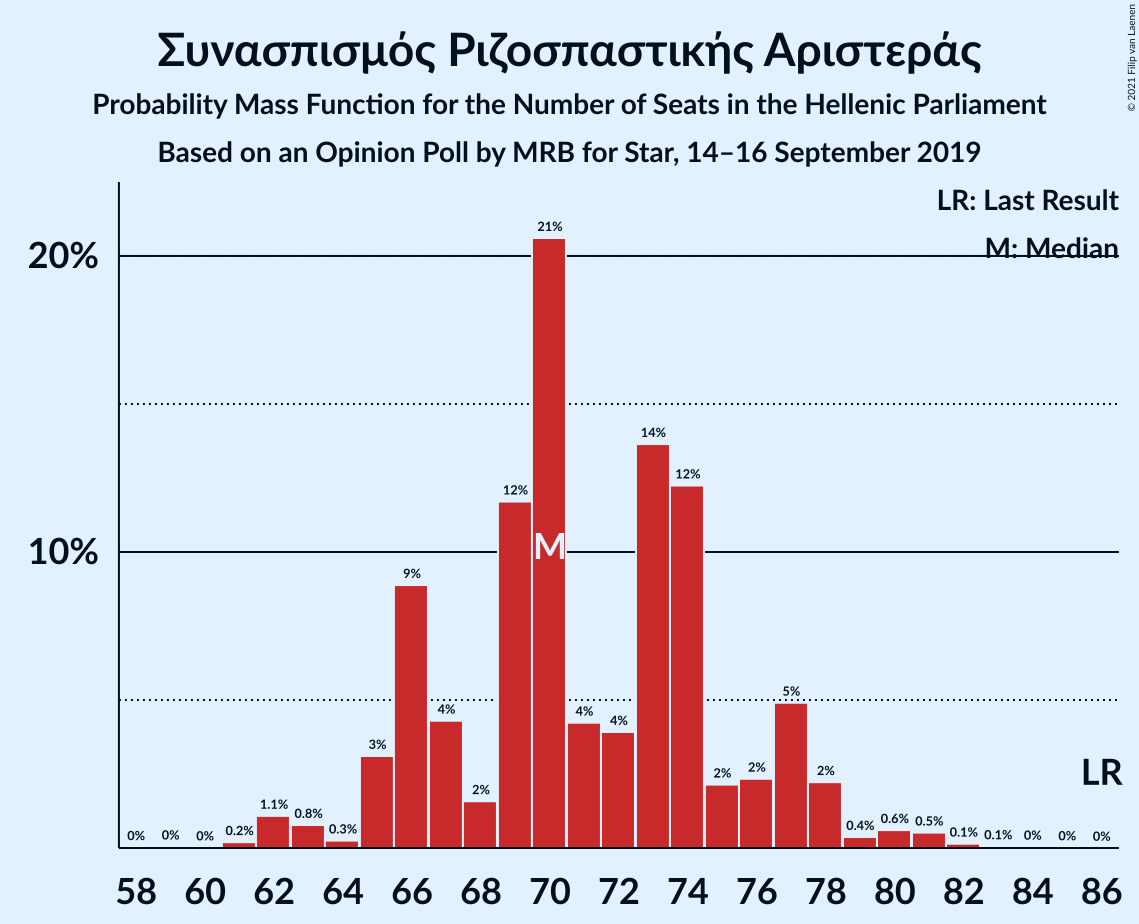 Συνασπισμός Ριζοσπαστικής Αριστεράς
Probability Mass Function for the Number of Seats in the Hellenic Parliament
Based on an Opinion Poll by MRB for Star, 14–16 September 2019
© 2021 Filip van Laenen
LR: Last Result
M: Median
20%
10%
0% 0% 0% 0.2% 1.1% 0.8% 0.3% 3% 9% 4% 2% 12% 21% 4% 4% 14% 12% 2% 2% 5% 2% 0.4% 0.6% 0.5% 0.1% 0.1% 0% 0% 0%
M
LR
58 60 62 64 66 68 70 72 74 76 78 80 82 84 86